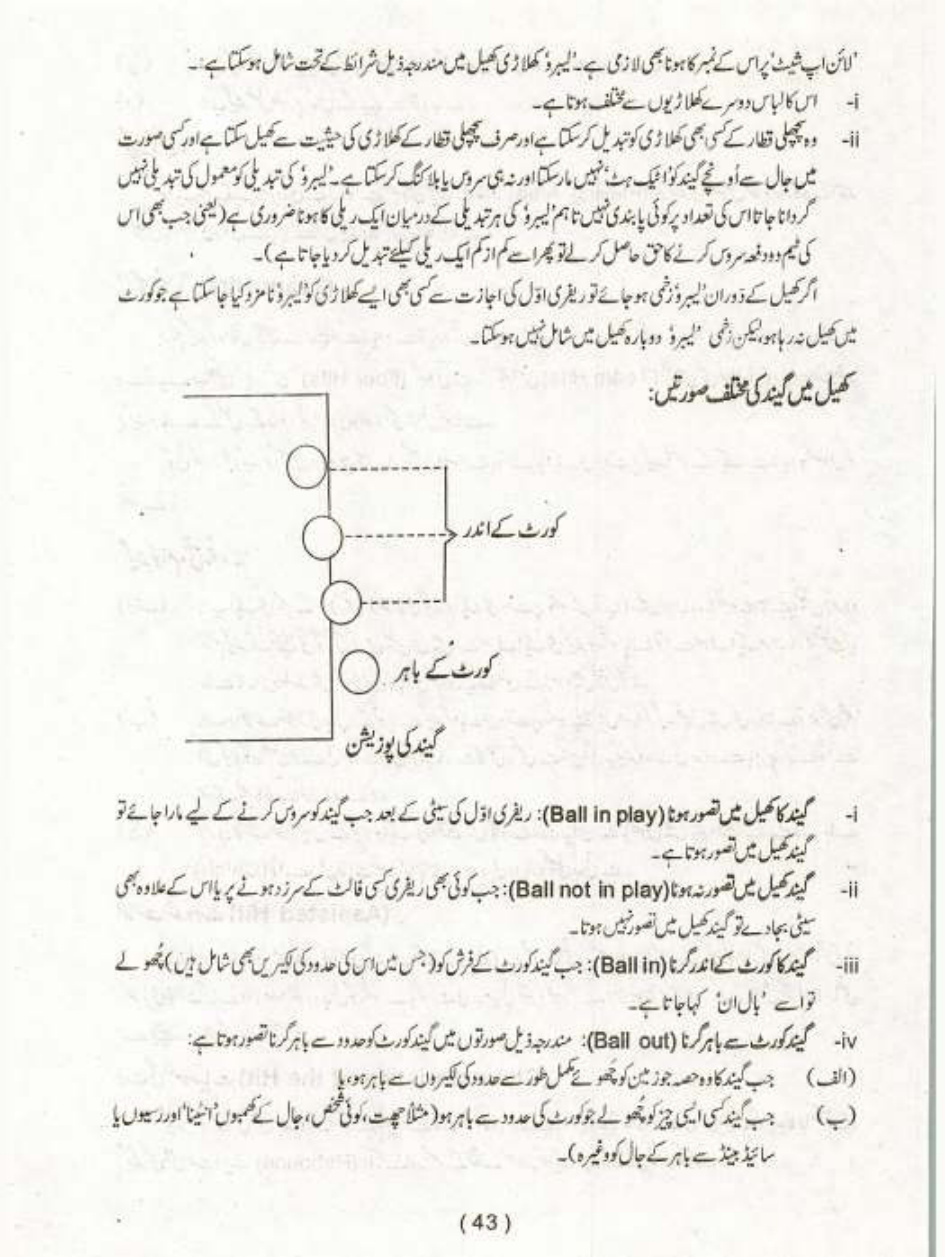 'لائن اپ شیٹ' پر اس کے نمبر کا ہونا بھی لازمی ہے۔ 'لیبرو' کھلاڑی کھیل میں مندرجہ ذیل شرائط کے تحت شامل ہو سکتا ہے:۔
i- اس کا لباس دوسرے کھلاڑیوں سے مختلف ہوتا ہے۔
ii- وہ پچھلی قطار کے کسی بھی کھلاڑی کو تبدیل کر سکتا ہے اور صرف پچھلی قطار کے کھلاڑی کی حیثیت سے کھیل سکتا ہے اور کسی صورت
میں جال سے اُونچے گیند کو 'اٹیک ہٹ' نہیں مار سکتا اور نہ ہی سروس یا بلاکنگ کر سکتا ہے۔ 'لیبرو' کی تبدیلی کو معمول کی تبدیلی نہیں
گردانا جاتا اس کی تعداد پر کوئی پابندی نہیں تاہم 'لیبرو' کی ہر تبدیلی کے درمیان ایک ریلی کا ہونا ضروری ہے (یعنی جب بھی اس
کی ٹیم دو دفعہ سروس کرنے کا حق حاصل کر لے تو پھر اسے کم از کم ایک ریلی کیلئے تبدیل کر دیا جاتا ہے)۔
اگر کھیل کے دَوران 'لیبرو' زخمی ہو جائے تو ریفری اوّل کی اجازت سے کسی بھی ایسے کھلاڑی کو 'لیبرو' نامزد کیا جا سکتا ہے جو کورٹ
میں کھیل نہ رہا ہو، لیکن زخمی 'لیبرو' دوبارہ کھیل میں شامل نہیں ہو سکتا۔
کھیل میں گیند کی مختلف صورتیں:
کورٹ کے اندر
کورٹ کے باہر
گیند کی پوزیشن
i- گیند کا کھیل میں تصور ہونا (Ball in play): ریفری اوّل کی سیٹی کے بعد جب گیند کو سروس کرنے کے لیے مارا جائے تو
گیند کھیل میں تصور ہوتا ہے۔
ii- گیند کھیل میں تصور نہ ہونا (Ball not in play): جب کوئی بھی ریفری کسی فالٹ کے سرزد ہونے پر یا اس کے علاوہ بھی
سیٹی بجا دے تو گیند کھیل میں تصور نہیں ہوتا۔
iii- گیند کا کورٹ کے اندر گرنا (Ball in): جب گیند کورٹ کے فرش کو (جس میں اس کی حدود کی لکیریں بھی شامل ہیں) چُھو لے
تو اسے 'بال ان' کہا جاتا ہے۔
iv- گیند کورٹ سے باہر گرنا (Ball out): مندرجہ ذیل صورتوں میں گیند کورٹ کو حدود سے باہر گرنا تصور ہوتا ہے:
(الف) جب گیند کا وہ حصہ جو زمین کو چُھوئے مکمل طور سے حدود کی لکیروں سے باہر ہو، یا
(ب) جب گیند کسی ایسی چیز کو چُھو لے جو کورٹ کی حدود سے باہر ہو (مثلاً چھت، کوئی شخص، جال کے کھمبوں 'انٹینا' اور رسیوں یا
سائیڈ بینڈ سے باہر کے جال کو وغیرہ)۔
(43)